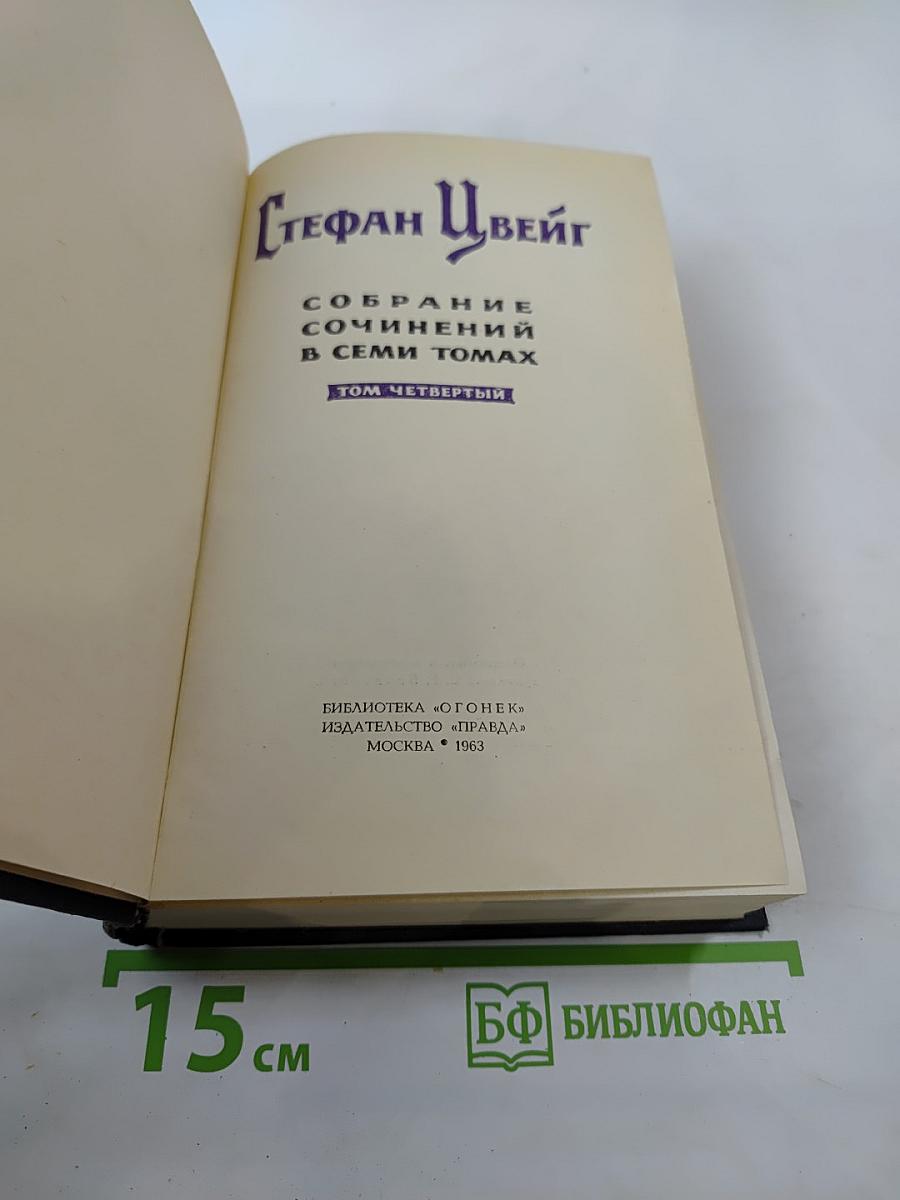 Стефан Цвейг
СОБРАНИЕ
СОЧИНЕНИЙ
В СЕМИ ТОМАХ
ТОМ ЧЕТВЕРТЫЙ
БИБЛИОТЕКА «ОГОНЕК»
ИЗДАТЕЛЬСТВО «ПРАВДА»
МОСКВА • 1963
15 см
БФ БИБЛИОФАН